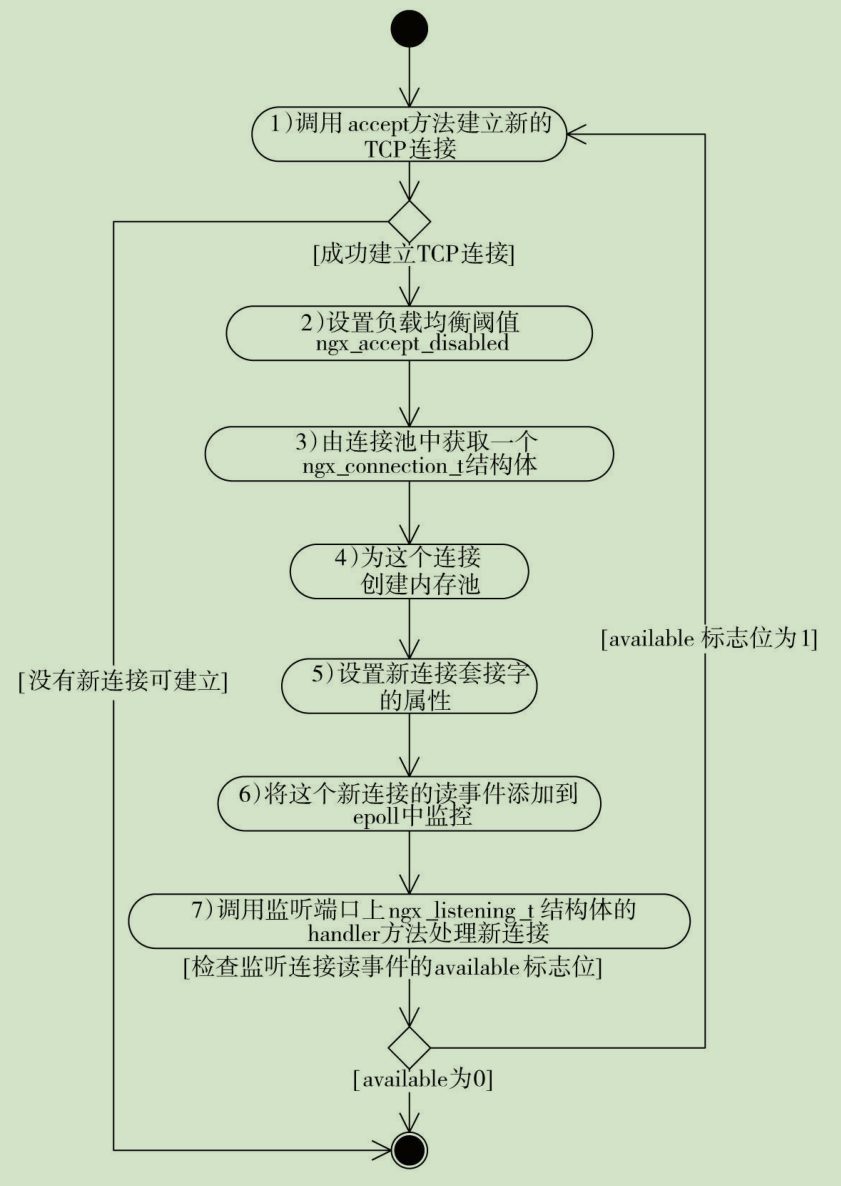 1)调用accept方法建立新的
TCP连接
[成功建立TCP连接]
2)设置负载均衡阈值
ngx_accept_disabled
3)由连接池中获取一个
ngx_connection_t结构体
4)为这个连接
创建内存池
[available 标志位为1]
5)设置新连接套接字
的属性
[没有新连接可建立]
6)将这个新连接的读事件添加到
epoll中监控
7)调用监听端口上ngx_listening_t 结构体的
handler方法处理新连接
[检查监听连接读事件的available标志位]
[available为0]